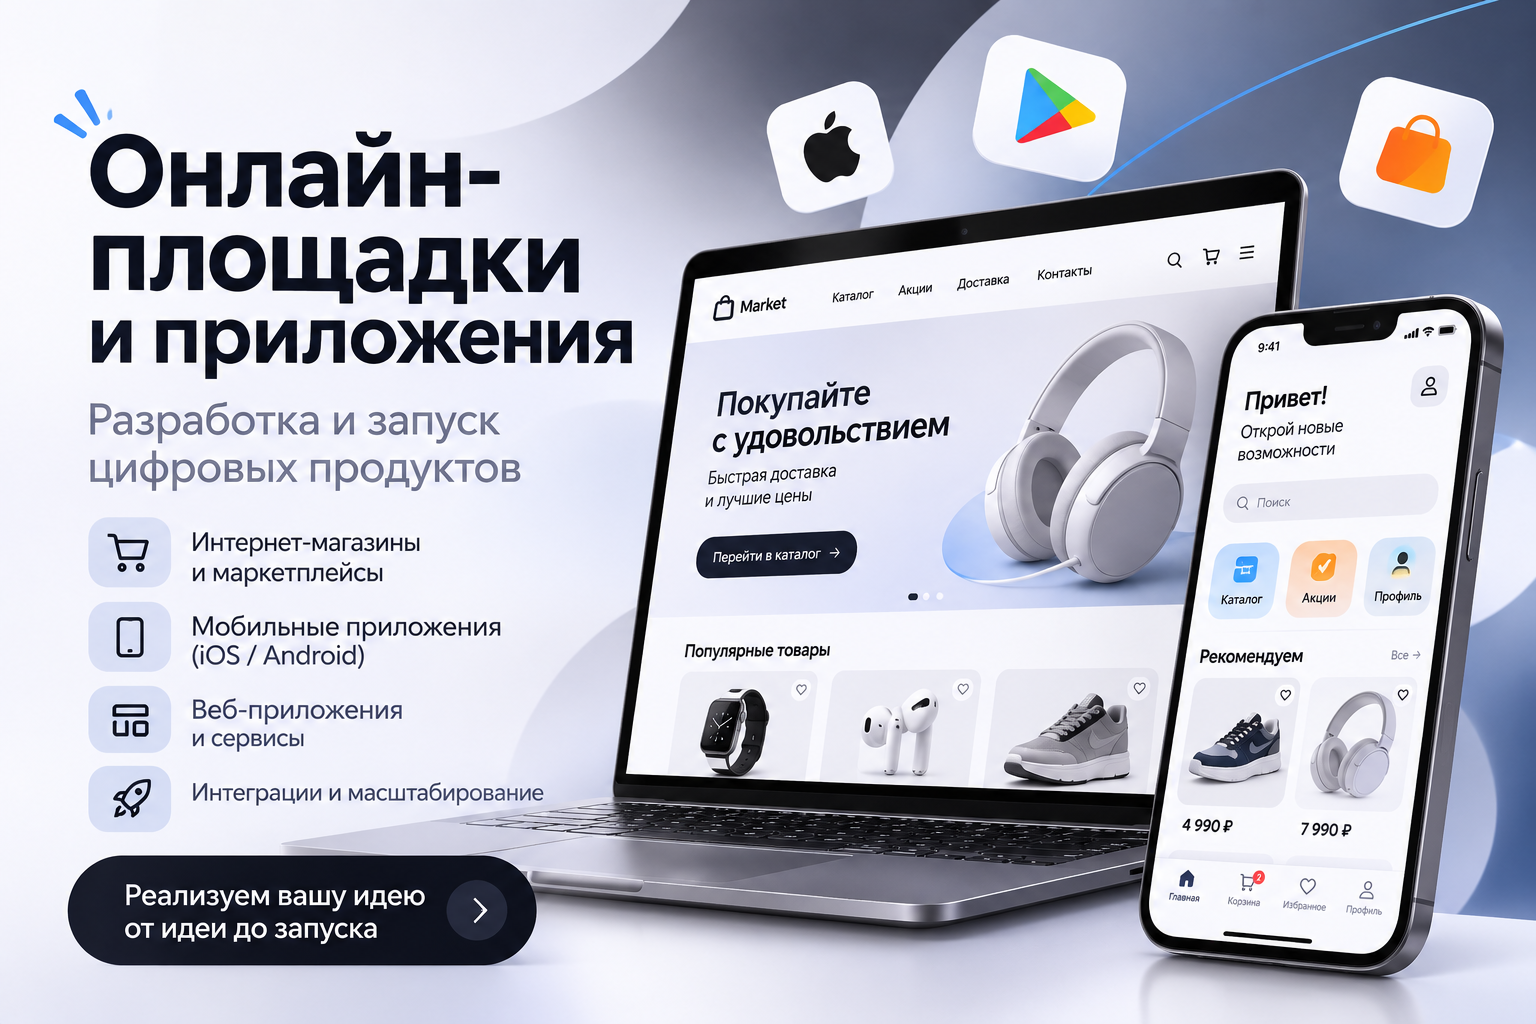 Онлайн-
площадки
и приложения
Разработка и запуск
цифровых продуктов
Интернет-магазины
и маркетплейсы
Мобильные приложения
(iOS / Android)
Веб-приложения
и сервисы
Интеграции и масштабирование
Реализуем вашу идею
от идеи до запуска
Market
Каталог
Акции
Доставка
Контакты
Покупайте
с удовольствием
Быстрая доставка
и лучшие цены
Перейти в каталог →
Популярные товары
9:41
Привет!
Открой новые
возможности
Поиск
Каталог
Акции
Профиль
Рекомендуем
Все →
4 990 ₽
7 990 ₽
2
Главная
Корзина
Избранное
Профиль